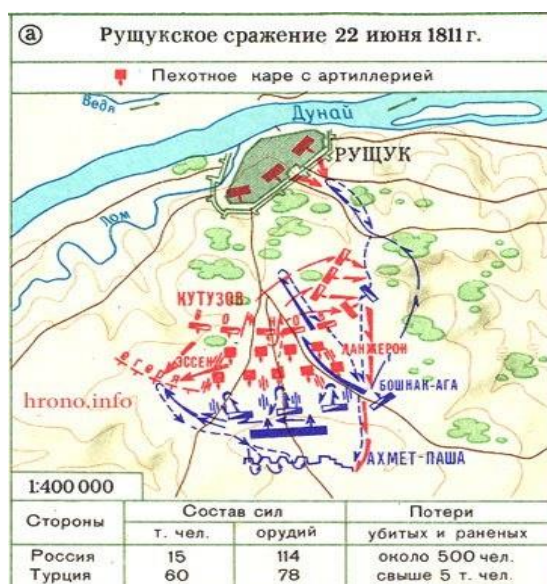 а Рущукское сражение 22 июня 1811 г.
Пехотное каре с артиллерией
Ведя
Дунай
РУЩУК
Лом
КУТУЗОВ
ВОИНА-О
ЛАНЖЕРОН
ЭССЕН
егеря
БОШНАК-АГА
hrono.info
АХМЕТ-ПАША
1:400 000
Стороны Состав сил Потери
т. чел. орудий убитых и раненых
Россия 15 114 около 500 чел.
Турция 60 78 свыше 5 т. чел.